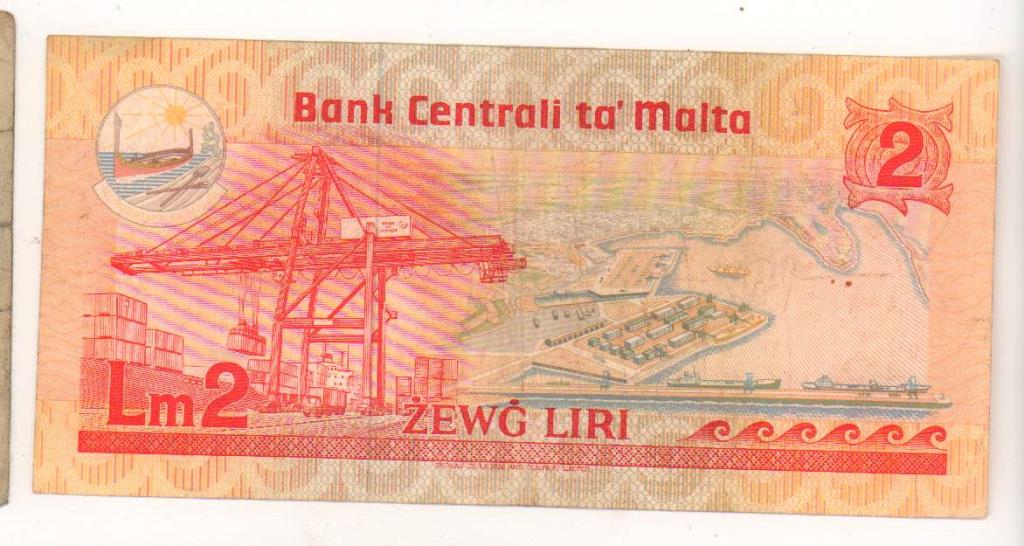 Bank Centrali ta' Malta
2
Lm2
ŻEWĠ LIRI